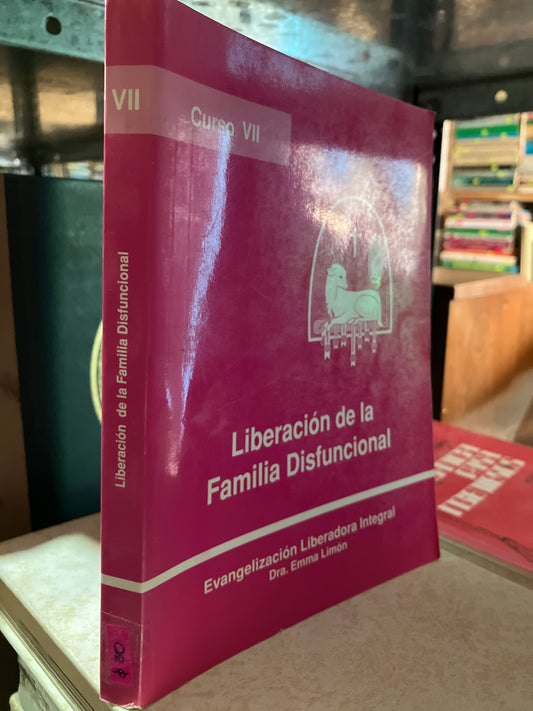 VII
Curso VII
Liberación de la Familia Disfuncional
Liberación de la
Familia Disfuncional
Evangelización Liberadora Integral
Dra. Emma Limón
$ 80